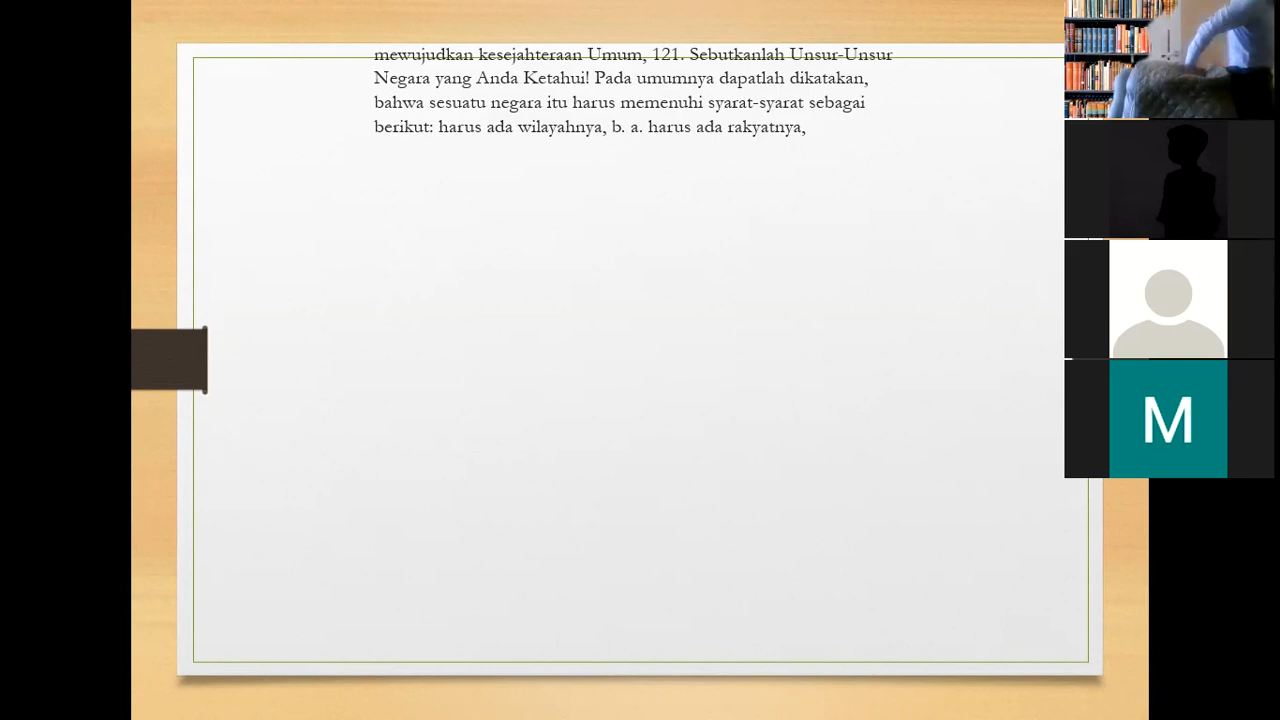 mewujudkan kesejahteraan Umum, 121. Sebutkanlah Unsur-Unsur
Negara yang Anda Ketahui! Pada umumnya dapatlah dikatakan,
bahwa sesuatu negara itu harus memenuhi syarat-syarat sebagai
berikut: harus ada wilayahnya, b. a. harus ada rakyatnya,
M